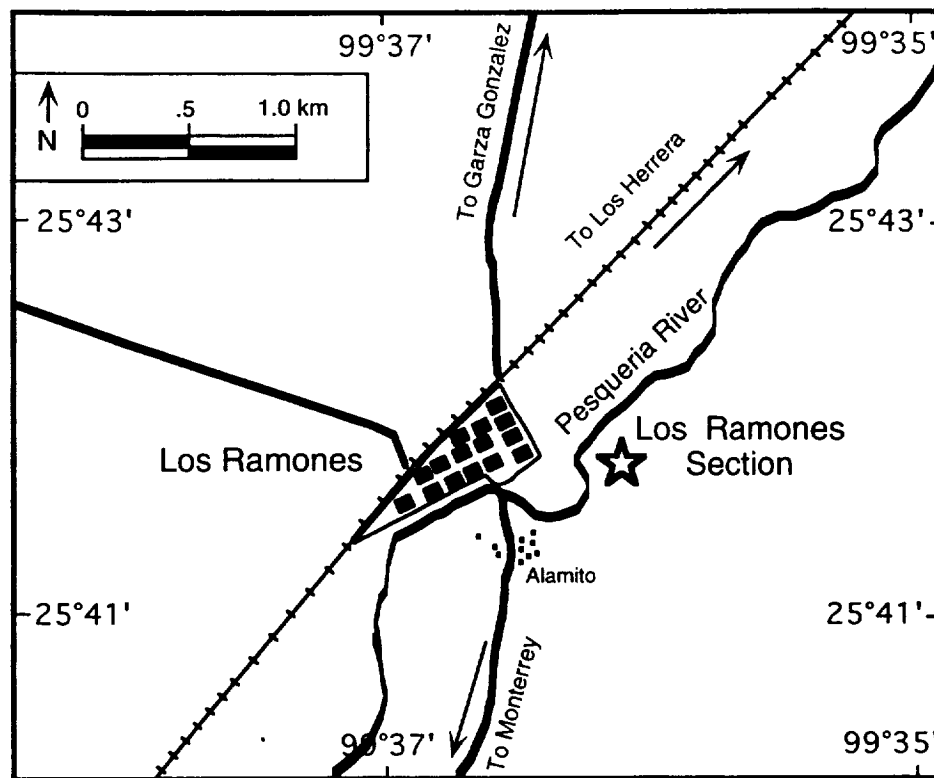 99°37'
99°35'
0 .5 1.0 km
N
To Garza Gonzalez
To Los Herrera
25°43'
25°43'
Pesqueria River
Los Ramones
Los Ramones
Section
Alamito
25°41'
25°41'
To Monterrey
99°37'
99°35'